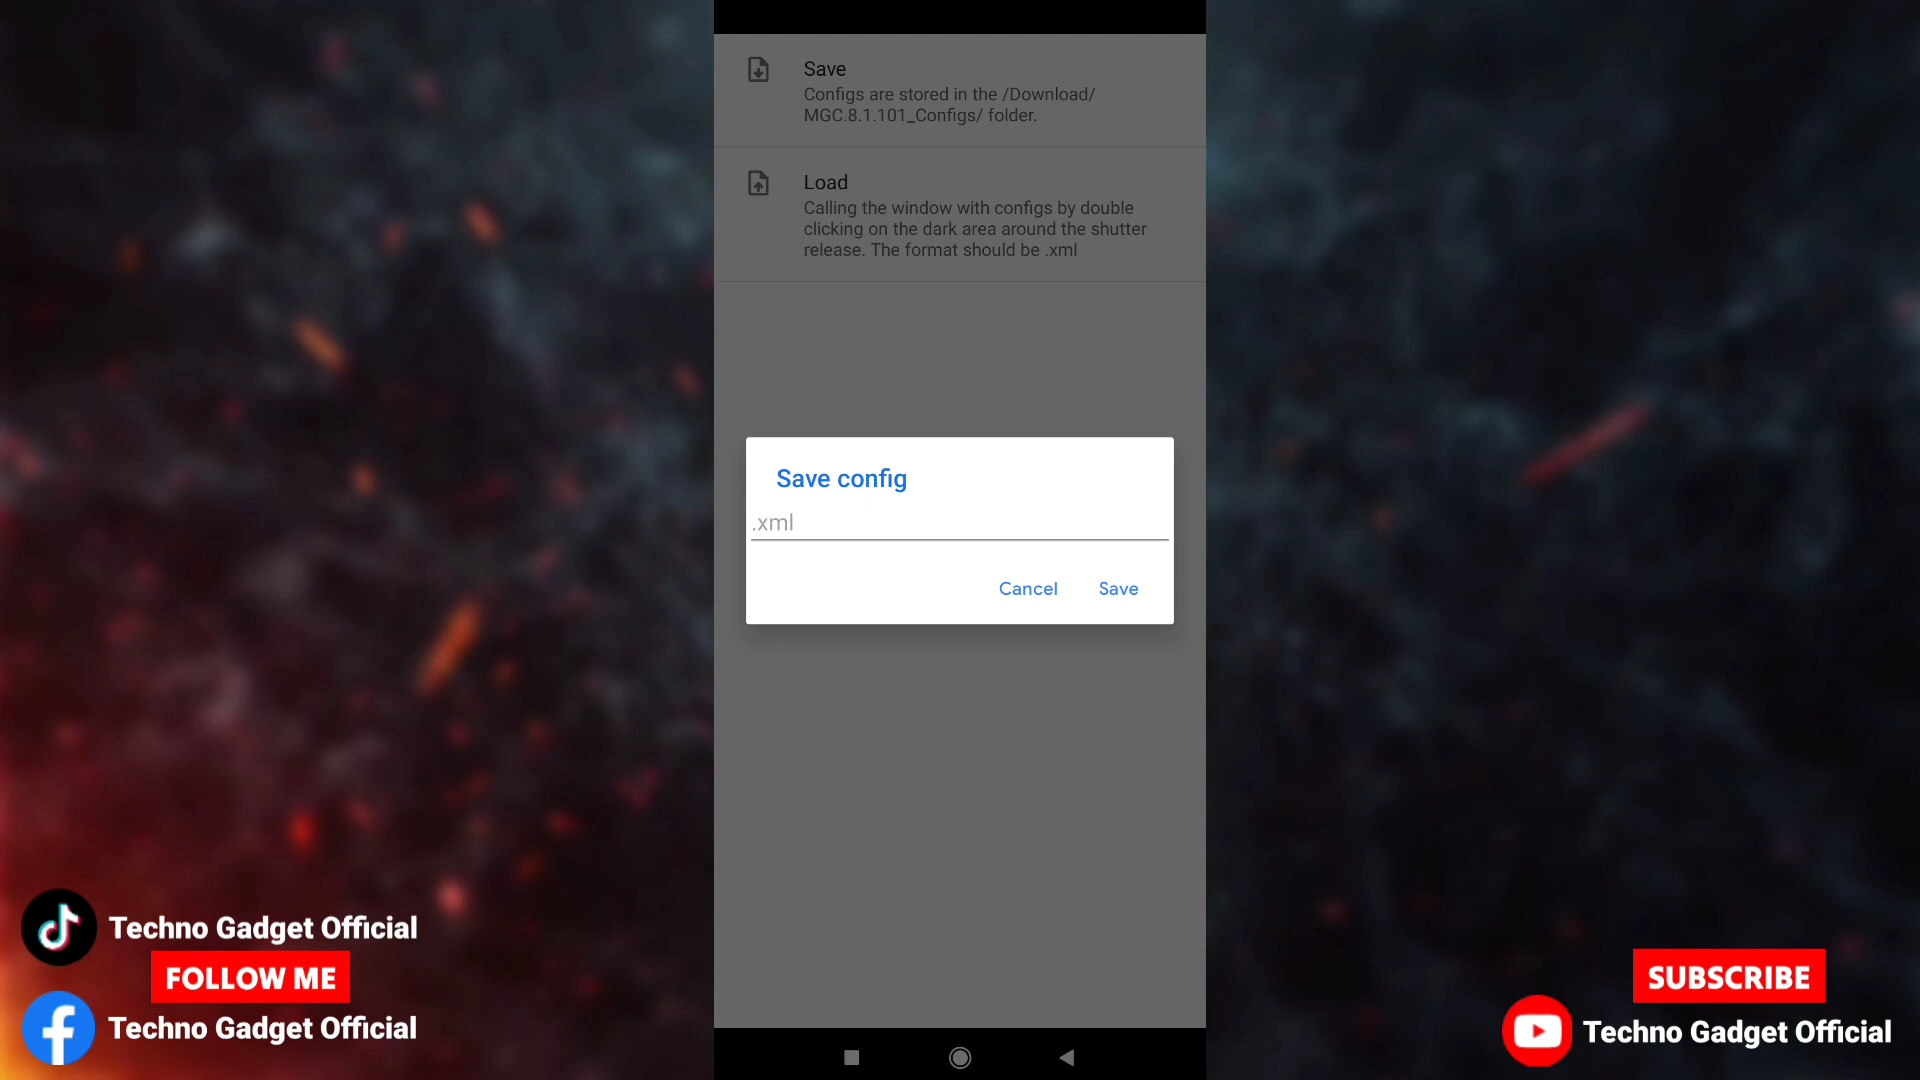 Save
Configs are stored in the /Download/
MGC.8.1.101_Configs/ folder.
Load
Calling the window with configs by double
clicking on the dark area around the shutter
release. The format should be .xml
Save config
.xml
Cancel Save
Techno Gadget Official
FOLLOW ME
Techno Gadget Official
SUBSCRIBE
Techno Gadget Official